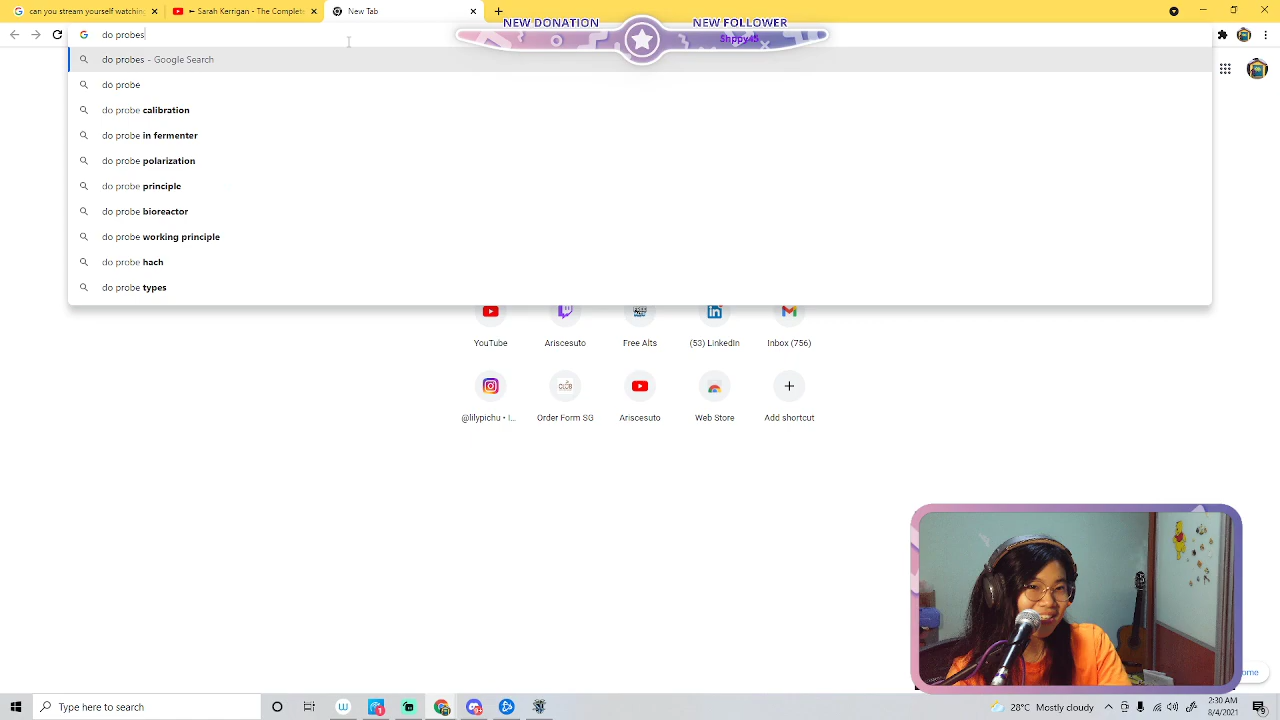 can you stream yourself watching
► Sarah Kerrigan - The Complete
New Tab
NEW DONATION
NEW FOLLOWER
Shppy45
do probes
do probes - Google Search
do probe
do probe calibration
do probe in fermenter
do probe polarization
do probe principle
do probe bioreactor
do probe working principle
do probe hach
do probe types
YouTube
Ariscesuto
Free Alts
(53) LinkedIn
Inbox (756)
@lilypichu • I...
Order Form SG
Ariscesuto
Web Store
Add shortcut
Type here to search
28°C Mostly cloudy
2:30 AM
8/4/2021